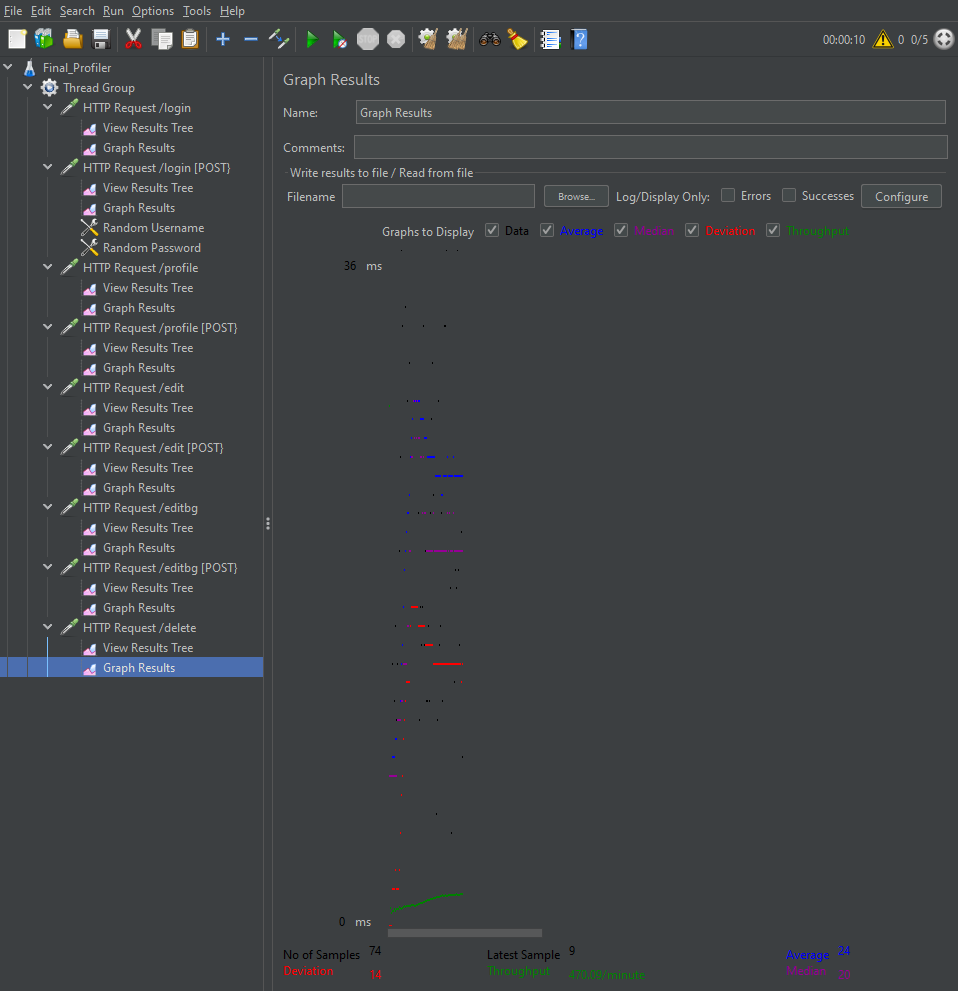 File Edit Search Run Options Tools Help
00:00:10 0 0/5
Final_Profiler
Thread Group
HTTP Request /login
View Results Tree
Graph Results
HTTP Request /login [POST}
View Results Tree
Graph Results
Random Username
Random Password
HTTP Request /profile
View Results Tree
Graph Results
HTTP Request /profile [POST}
View Results Tree
Graph Results
HTTP Request /edit
View Results Tree
Graph Results
HTTP Request /edit [POST}
View Results Tree
Graph Results
HTTP Request /editbg
View Results Tree
Graph Results
HTTP Request /editbg [POST}
View Results Tree
Graph Results
HTTP Request /delete
View Results Tree
Graph Results
Graph Results
Name: Graph Results
Comments:
Write results to file / Read from file
Filename Browse... Log/Display Only: Errors Successes Configure
Graphs to Display Data Average Median Deviation Throughput
36 ms
0 ms
No of Samples 74 Latest Sample 9 Average 24
Deviation 14 Throughput 470.09/minute Median